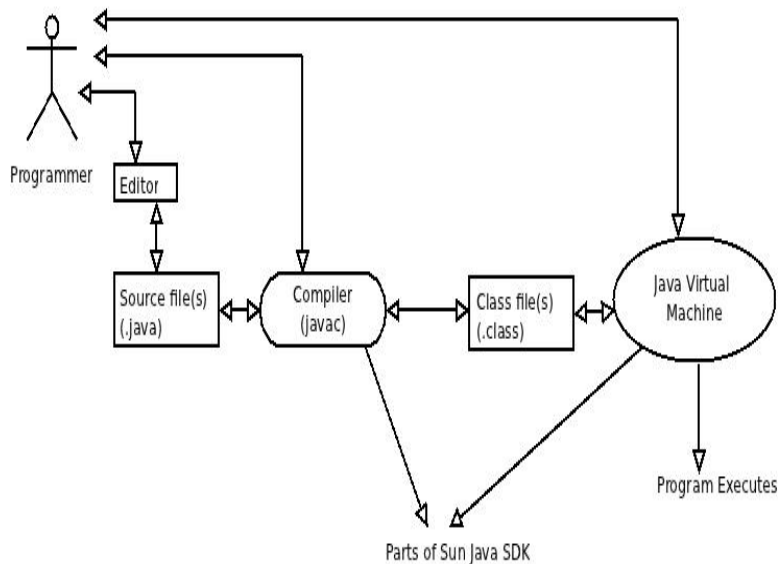 Programmer
Editor
Source file(s)
(.java)
Compiler
(javac)
Class file(s)
(.class)
Java Virtual
Machine
Program Executes
Parts of Sun Java SDK